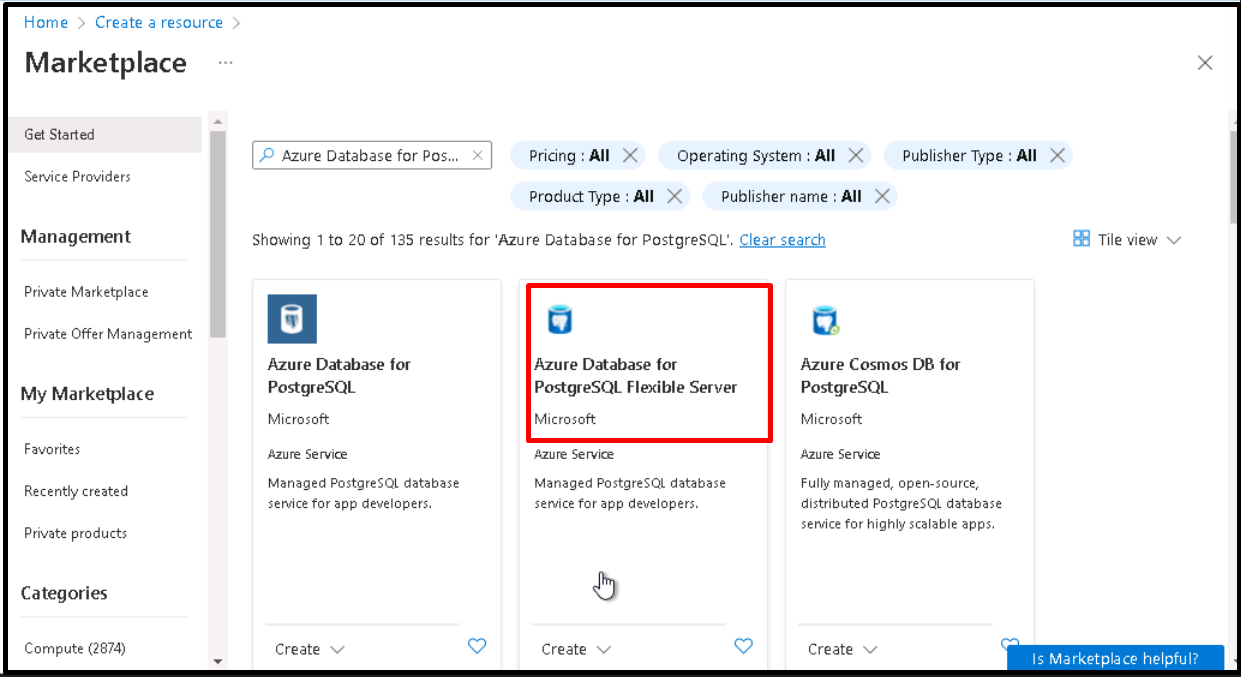 Home > Create a resource >
Marketplace ...
Get Started
Service Providers
Management
Private Marketplace
Private Offer Management
My Marketplace
Favorites
Recently created
Private products
Categories
Compute (2874)
Azure Database for Pos...
Pricing : All
Operating System : All
Publisher Type : All
Product Type : All
Publisher name : All
Showing 1 to 20 of 135 results for 'Azure Database for PostgreSQL'. Clear search
Tile view
Azure Database for
PostgreSQL
Microsoft
Azure Service
Managed PostgreSQL database
service for app developers.
Create
Azure Database for
PostgreSQL Flexible Server
Microsoft
Azure Service
Managed PostgreSQL database
service for app developers.
Create
Azure Cosmos DB for
PostgreSQL
Microsoft
Azure Service
Fully managed, open-source,
distributed PostgreSQL database
service for highly scalable apps.
Create
Is Marketplace helpful?